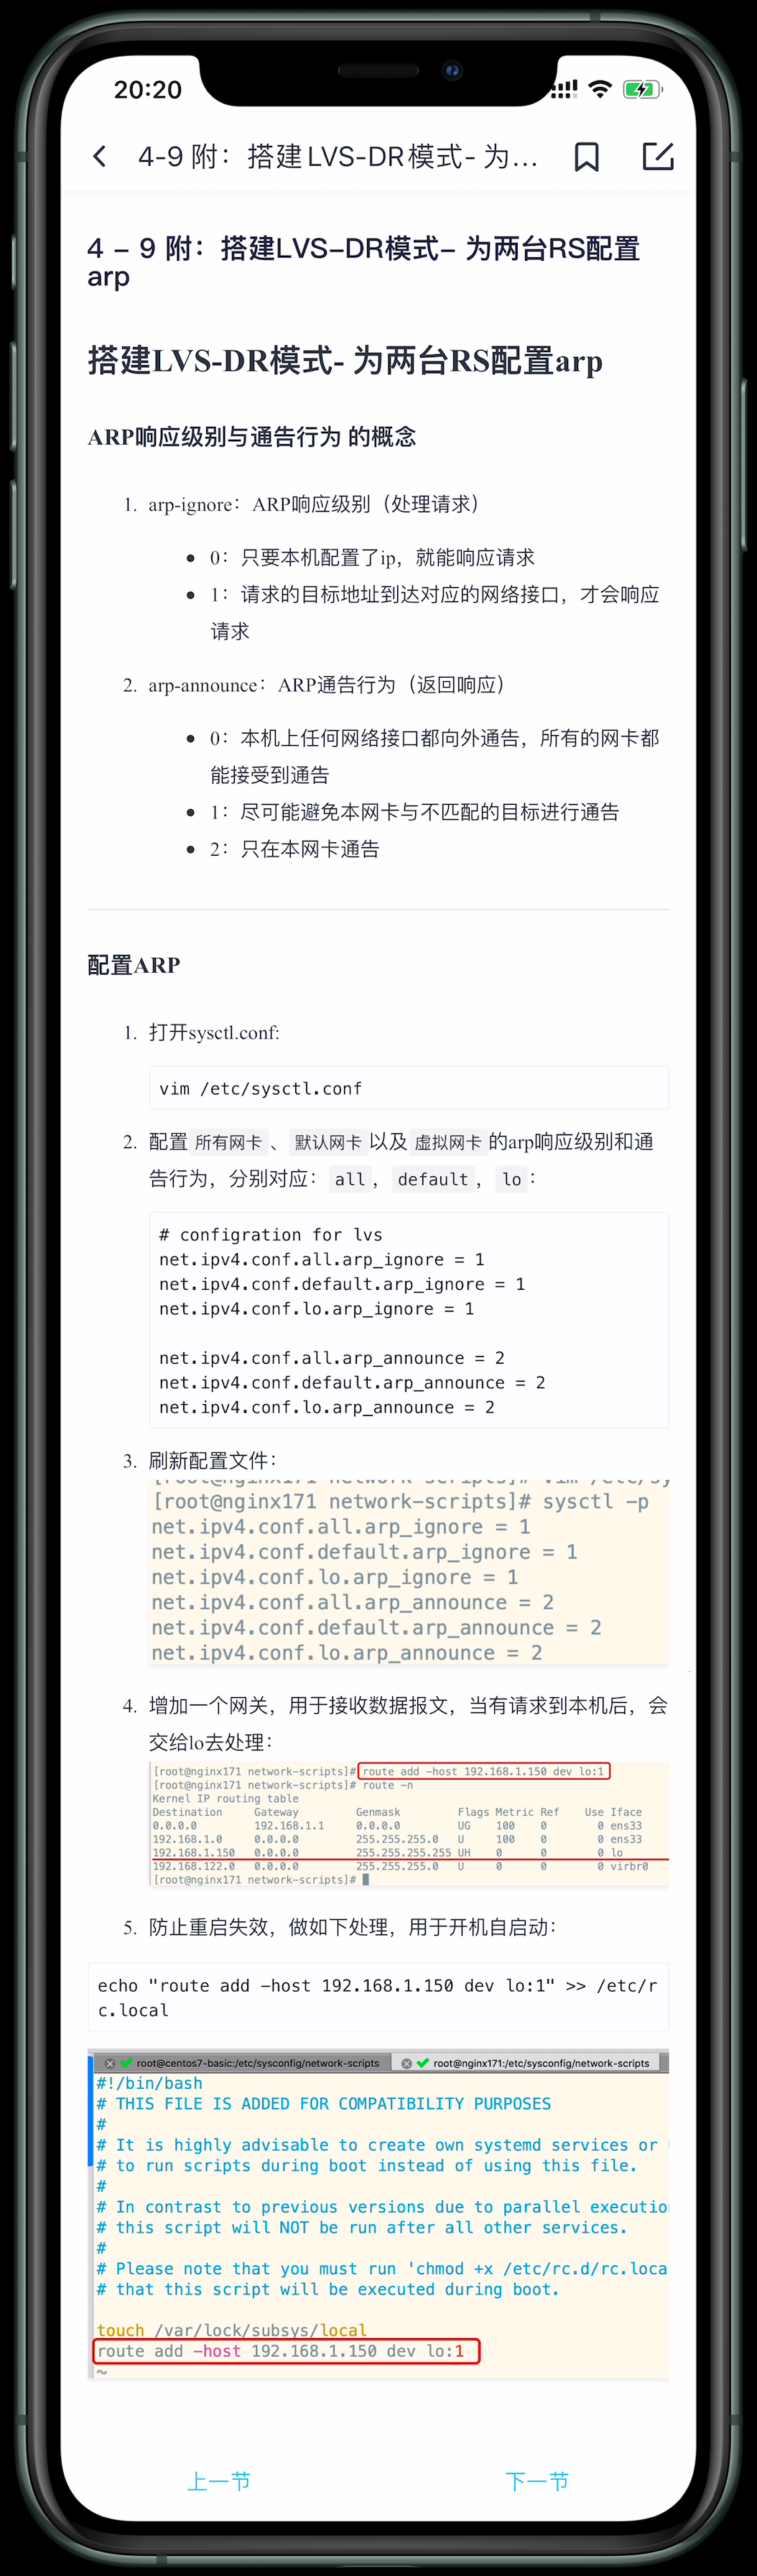 20:20
4-9 附：搭建LVS-DR模式- 为...
4 – 9 附：搭建LVS–DR模式– 为两台RS配置
arp
搭建LVS-DR模式- 为两台RS配置arp
ARP响应级别与通告行为 的概念
1. arp-ignore：ARP响应级别（处理请求）
• 0：只要本机配置了ip，就能响应请求
• 1：请求的目标地址到达对应的网络接口，才会响应
请求
2. arp-announce：ARP通告行为（返回响应）
• 0：本机上任何网络接口都向外通告，所有的网卡都
能接受到通告
• 1：尽可能避免本网卡与不匹配的目标进行通告
• 2：只在本网卡通告
配置ARP
1. 打开sysctl.conf:
vim /etc/sysctl.conf
2. 配置 所有网卡 、 默认网卡 以及 虚拟网卡 的arp响应级别和通
告行为，分别对应： all ， default ， lo ：
# configration for lvs
net.ipv4.conf.all.arp_ignore = 1
net.ipv4.conf.default.arp_ignore = 1
net.ipv4.conf.lo.arp_ignore = 1
net.ipv4.conf.all.arp_announce = 2
net.ipv4.conf.default.arp_announce = 2
net.ipv4.conf.lo.arp_announce = 2
3. 刷新配置文件：
[root@nginx171 network-scripts]# sysctl -p
net.ipv4.conf.all.arp_ignore = 1
net.ipv4.conf.default.arp_ignore = 1
net.ipv4.conf.lo.arp_ignore = 1
net.ipv4.conf.all.arp_announce = 2
net.ipv4.conf.default.arp_announce = 2
net.ipv4.conf.lo.arp_announce = 2
4. 增加一个网关，用于接收数据报文，当有请求到本机后，会
交给lo去处理：
[root@nginx171 network-scripts]# route add -host 192.168.1.150 dev lo:1
[root@nginx171 network-scripts]# route -n
Kernel IP routing table
Destination Gateway Genmask Flags Metric Ref Use Iface
0.0.0.0 192.168.1.1 0.0.0.0 UG 100 0 0 ens33
192.168.1.0 0.0.0.0 255.255.255.0 U 100 0 0 ens33
192.168.1.150 0.0.0.0 255.255.255.255 UH 0 0 0 lo
192.168.122.0 0.0.0.0 255.255.255.0 U 0 0 0 virbr0
[root@nginx171 network-scripts]#
5. 防止重启失效，做如下处理，用于开机自启动：
echo "route add -host 192.168.1.150 dev lo:1" >> /etc/r
c.local
root@centos7-basic:/etc/sysconfig/network-scripts root@nginx171:/etc/sysconfig/network-scripts
#!/bin/bash
# THIS FILE IS ADDED FOR COMPATIBILITY PURPOSES
#
# It is highly advisable to create own systemd services or
# to run scripts during boot instead of using this file.
#
# In contrast to previous versions due to parallel executio
# this script will NOT be run after all other services.
#
# Please note that you must run 'chmod +x /etc/rc.d/rc.loca
# that this script will be executed during boot.
touch /var/lock/subsys/local
route add -host 192.168.1.150 dev lo:1
~
上一节 下一节